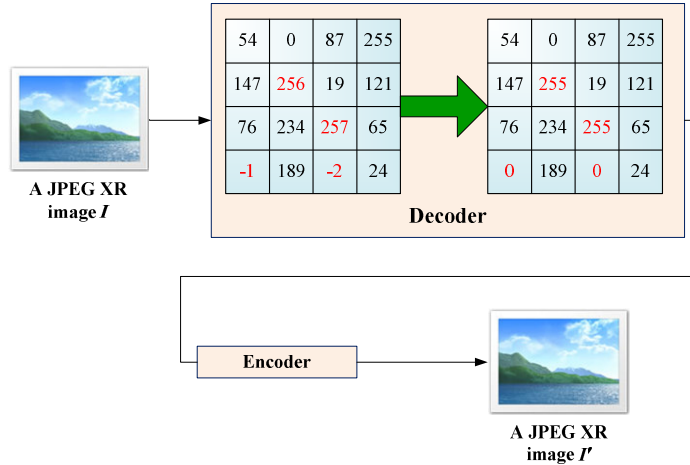 54 0 87 255
147 256 19 121
76 234 257 65
-1 189 -2 24
54 0 87 255
147 255 19 121
76 234 255 65
0 189 0 24
A JPEG XR
image I
Decoder
Encoder
A JPEG XR
image I'